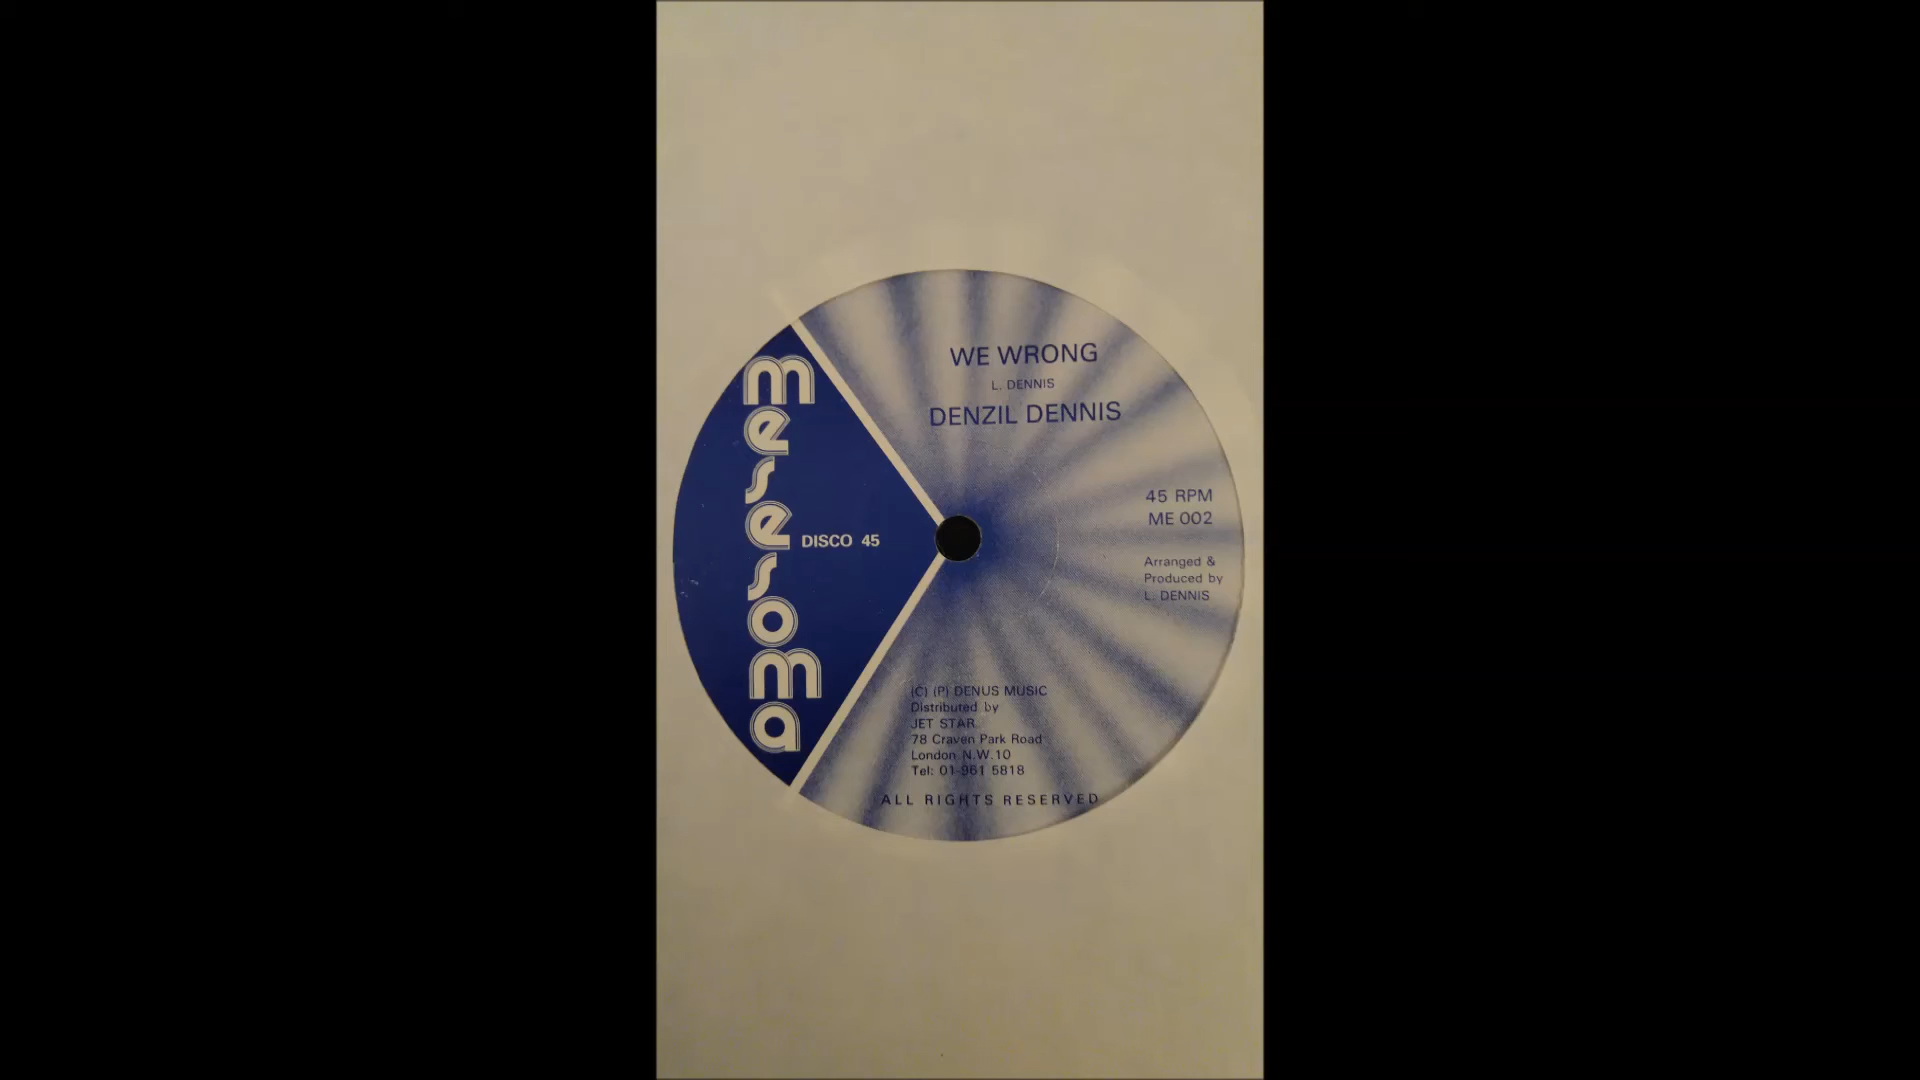 mesesoma
DISCO 45
WE WRONG
L. DENNIS
DENZIL DENNIS
45 RPM
ME 002
Arranged &
Produced by
L. DENNIS
(C) (P) DENUS MUSIC
Distributed by
JET STAR
78 Craven Park Road
London N.W.10
Tel: 01-961 5818
ALL RIGHTS RESERVED